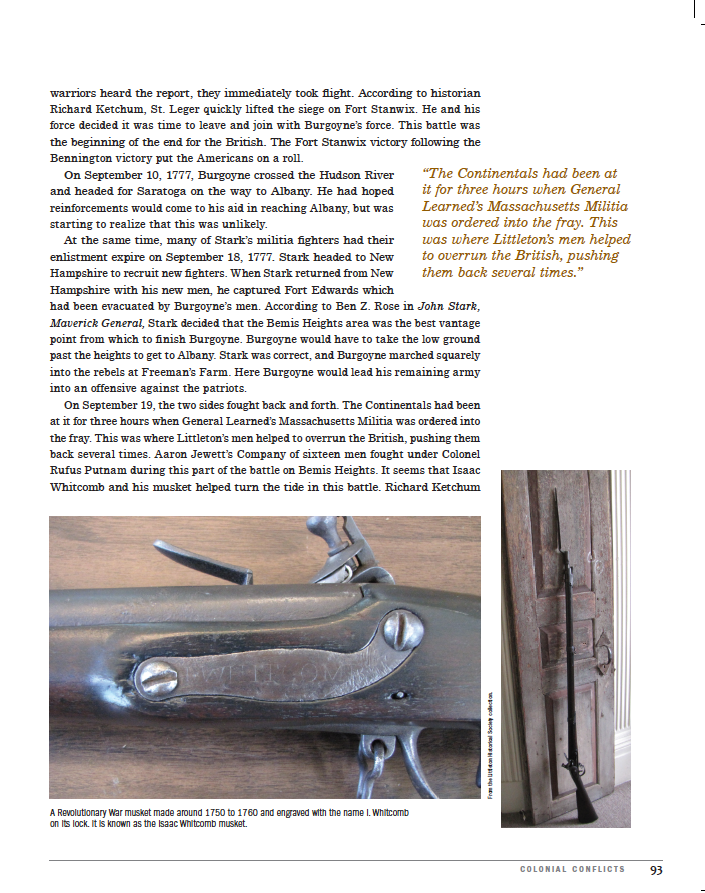 warriors heard the report, they immediately took flight. According to historian
Richard Ketchum, St. Leger quickly lifted the siege on Fort Stanwix. He and his
force decided it was time to leave and join with Burgoyne's force. This battle was
the beginning of the end for the British. The Fort Stanwix victory following the
Bennington victory put the Americans on a roll.
On September 10, 1777, Burgoyne crossed the Hudson River
and headed for Saratoga on the way to Albany. He had hoped
reinforcements would come to his aid in reaching Albany, but was
starting to realize that this was unlikely.
At the same time, many of Stark's militia fighters had their
enlistment expire on September 18, 1777. Stark headed to New
Hampshire to recruit new fighters. When Stark returned from New
Hampshire with his new men, he captured Fort Edwards which
had been evacuated by Burgoyne's men. According to Ben Z. Rose in John Stark,
Maverick General, Stark decided that the Bemis Heights area was the best vantage
point from which to finish Burgoyne. Burgoyne would have to take the low ground
past the heights to get to Albany. Stark was correct, and Burgoyne marched squarely
into the rebels at Freeman's Farm. Here Burgoyne would lead his remaining army
into an offensive against the patriots.
On September 19, the two sides fought back and forth. The Continentals had been
at it for three hours when General Learned's Massachusetts Militia was ordered into
the fray. This was where Littleton's men helped to overrun the British, pushing them
back several times. Aaron Jewett's Company of sixteen men fought under Colonel
Rufus Putnam during this part of the battle on Bemis Heights. It seems that Isaac
Whitcomb and his musket helped turn the tide in this battle. Richard Ketchum
"The Continentals had been at
it for three hours when General
Learned's Massachusetts Militia
was ordered into the fray. This
was where Littleton's men helped
to overrun the British, pushing
them back several times."
From the Littleton Historical Society collection.
A Revolutionary War musket made around 1750 to 1760 and engraved with the name I. Whitcomb
on its lock. It is known as the Isaac Whitcomb musket.
COLONIAL CONFLICTS 93